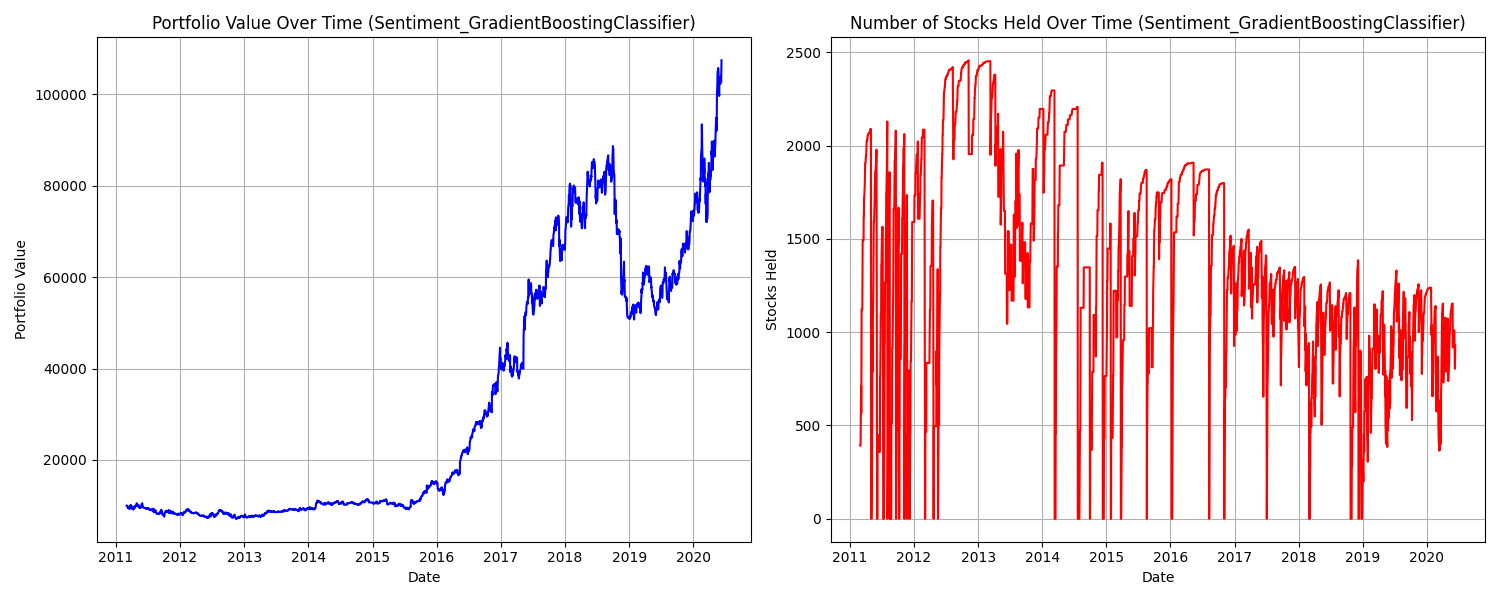 Portfolio Value Over Time (Sentiment_GradientBoostingClassifier)
Portfolio Value
100000
80000
60000
40000
20000
2011 2012 2013 2014 2015 2016 2017 2018 2019 2020
Date
Number of Stocks Held Over Time (Sentiment_GradientBoostingClassifier)
Stocks Held
2500
2000
1500
1000
500
0
2011 2012 2013 2014 2015 2016 2017 2018 2019 2020
Date